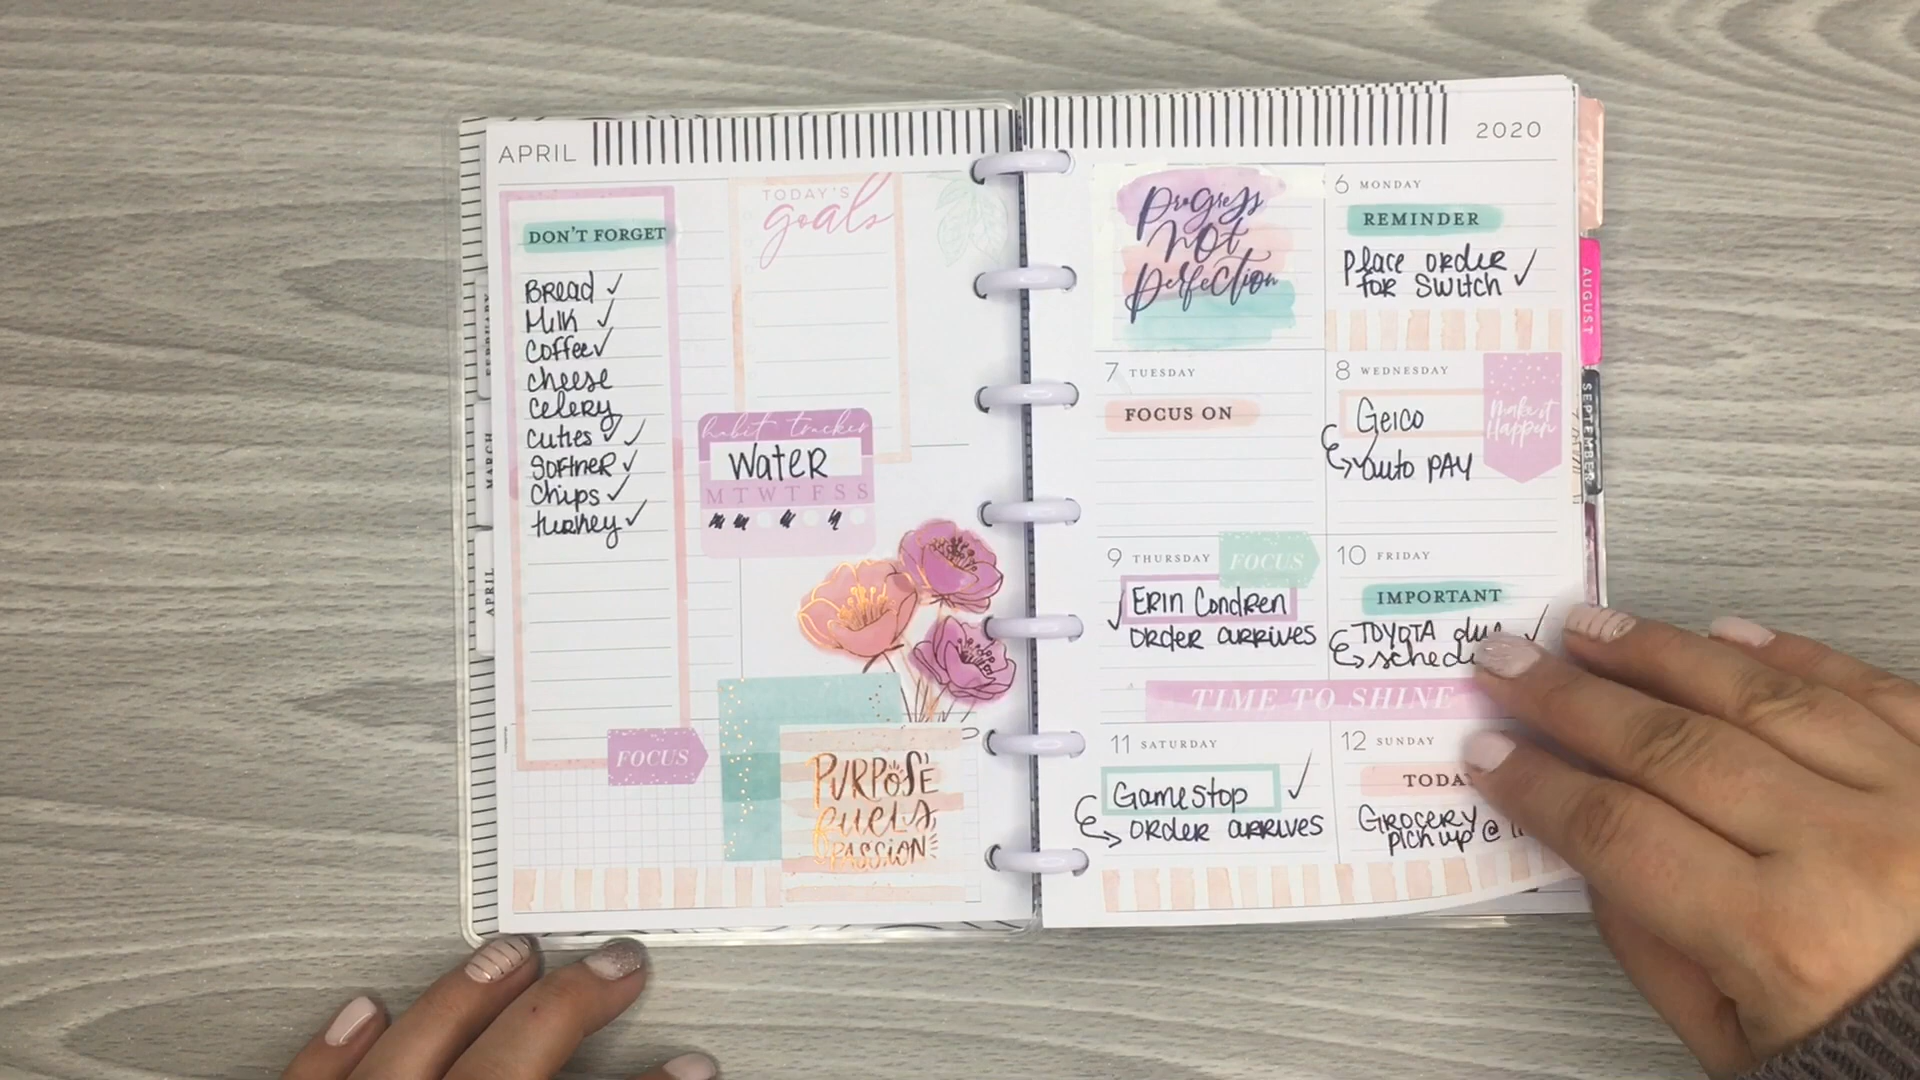 APRIL
DON'T FORGET
Bread ✓
Milk ✓
Coffee ✓
cheese
Celery
Cuties ✓ ✓
Softner ✓
Chips ✓
turkey ✓
FOCUS
TODAY'S
goals
habit tracker
Water
M T W T F S S
PURPOSE
fuels
PASSION
FEBRUARY
MARCH
APRIL
2020
Progress
not
perfection
6 MONDAY
REMINDER
Place order
for Switch ✓
7 TUESDAY
FOCUS ON
8 WEDNESDAY
Geico
auto PAY
make it
Happen
9 THURSDAY
FOCUS
✓ Erin Condren
order arrives
10 FRIDAY
IMPORTANT
TOYOTA ✓
TIME TO SHINE
11 SATURDAY
Gamestop ✓
order arrives
12 SUNDAY
Grocery
pick up @
AUGUST
SEPTEMBER